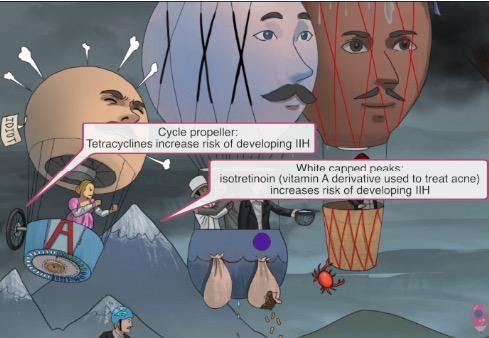 IDIOT
Cycle propeller:
Tetracyclines increase risk of developing IIH
White capped peaks:
isotretinoin (vitamin A derivative used to treat acne)
increases risk of developing IIH
A